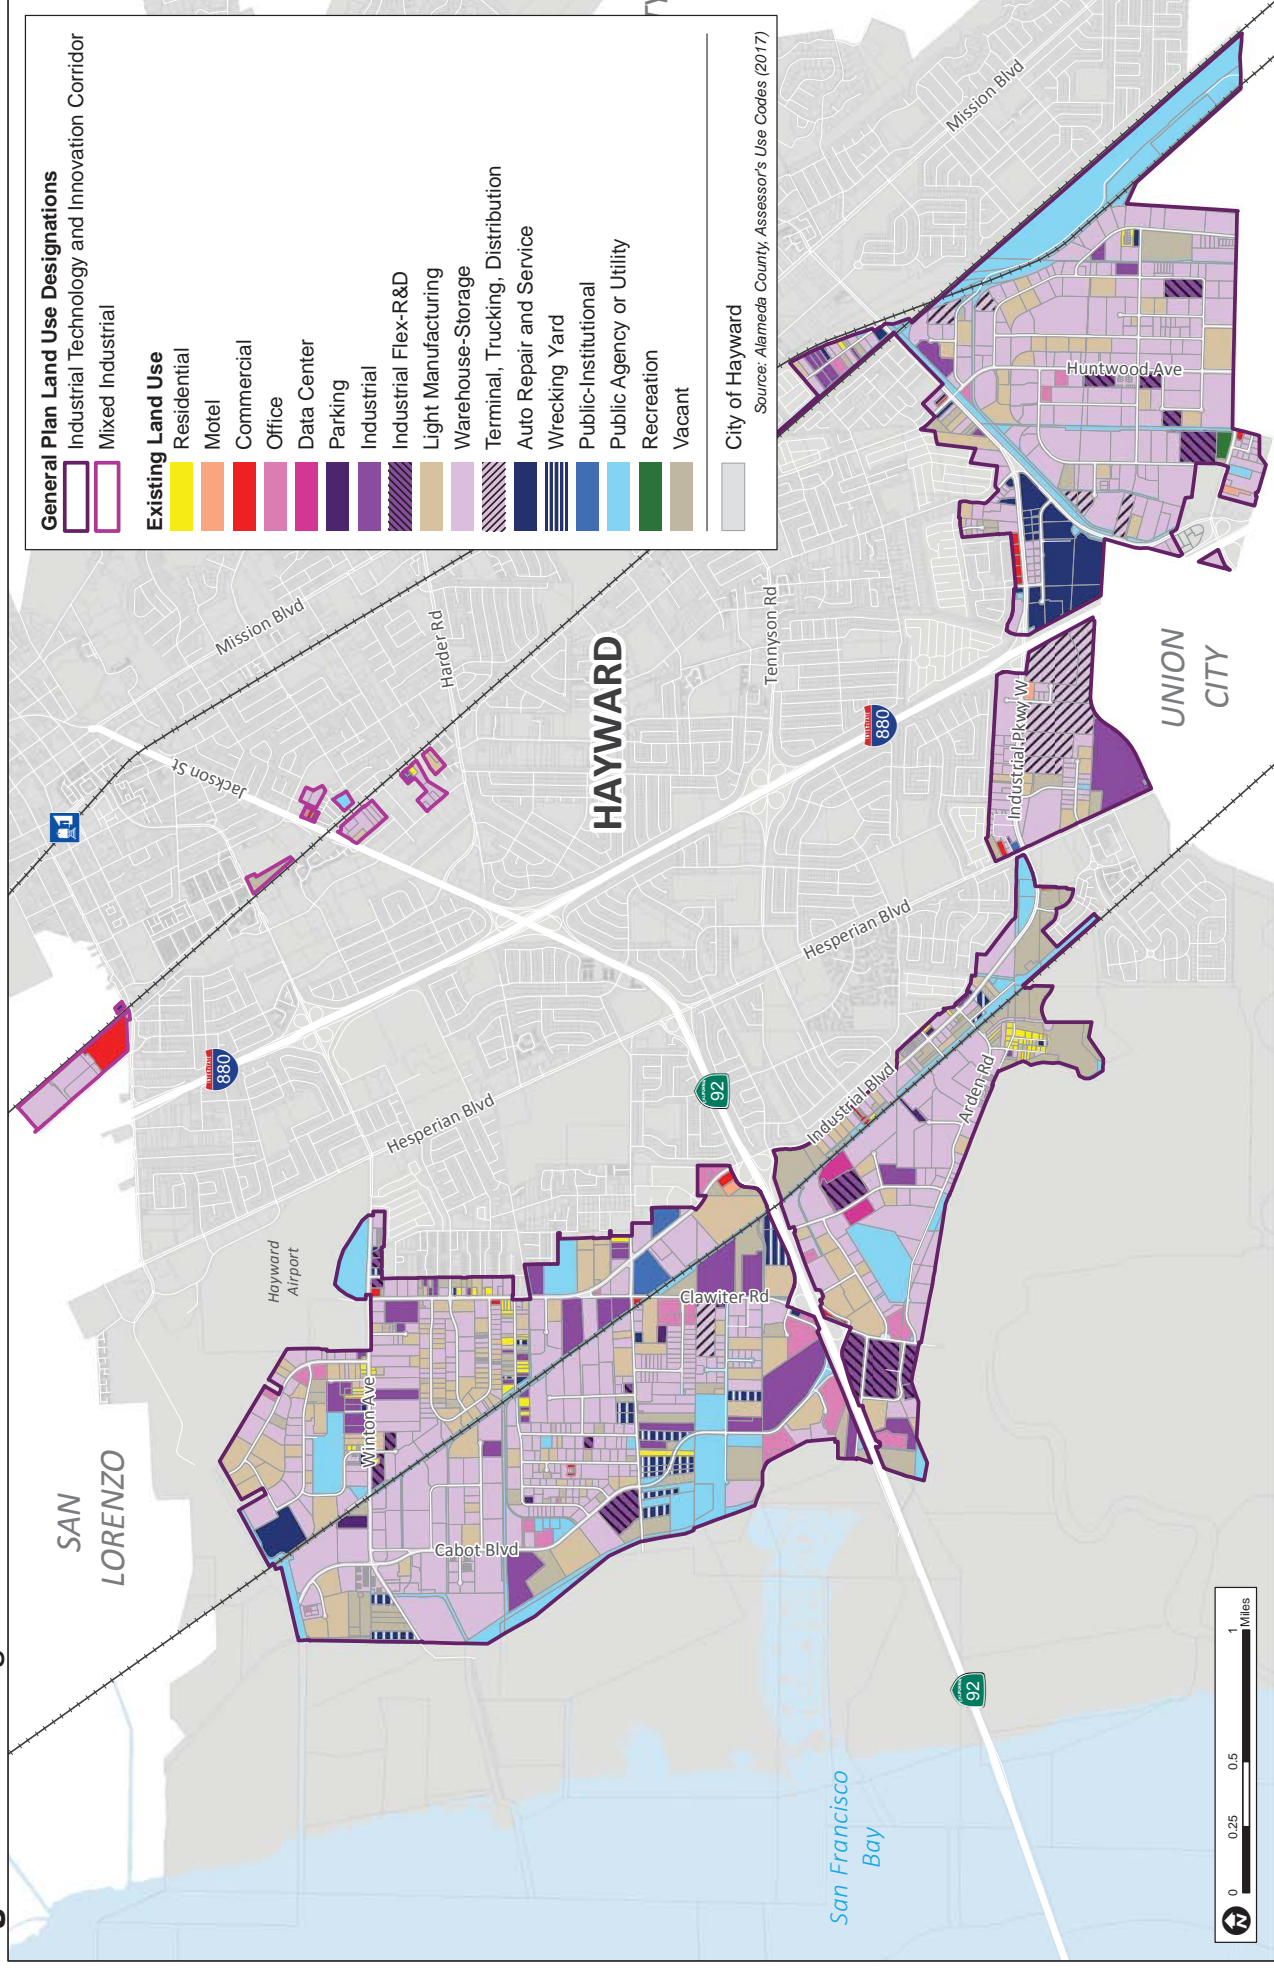 General Plan Land Use Designations
Industrial Technology and Innovation Corridor
Mixed Industrial
Existing Land Use
Residential
Motel
Commercial
Office
Data Center
Parking
Industrial
Industrial Flex-R&D
Light Manufacturing
Warehouse-Storage
Terminal, Trucking, Distribution
Auto Repair and Service
Wrecking Yard
Public-Institutional
Public Agency or Utility
Recreation
Vacant
City of Hayward
Source: Alameda County, Assessor's Use Codes (2017)
SAN
LORENZO
Hayward
Airport
Winton Ave
Cabot Blvd
Clawiter Rd
Hesperian Blvd
880
Jackson St
Mission Blvd
Harder Rd
HAYWARD
92
Tennyson Rd
880
Hesperian Blvd
Industrial Blvd
Arden Rd
Industrial Pkwy W
Huntwood Ave
Mission Blvd
UNION
CITY
San Francisco
Bay
92
N
0 0.25 0.5 1
Miles